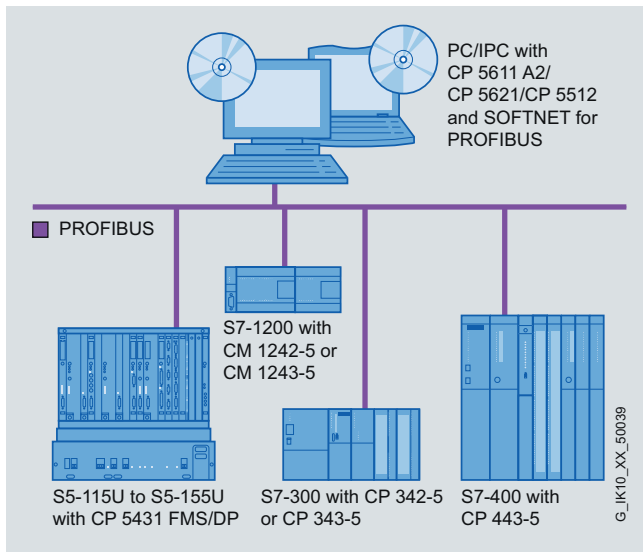 PC/IPC with
CP 5611 A2/
CP 5621/CP 5512
and SOFTNET for
PROFIBUS
PROFIBUS
S7-1200 with
CM 1242-5 or
CM 1243-5
S5-115U to S5-155U
with CP 5431 FMS/DP
S7-300 with CP 342-5
or CP 343-5
S7-400 with
CP 443-5
G_IK10_XX_50039